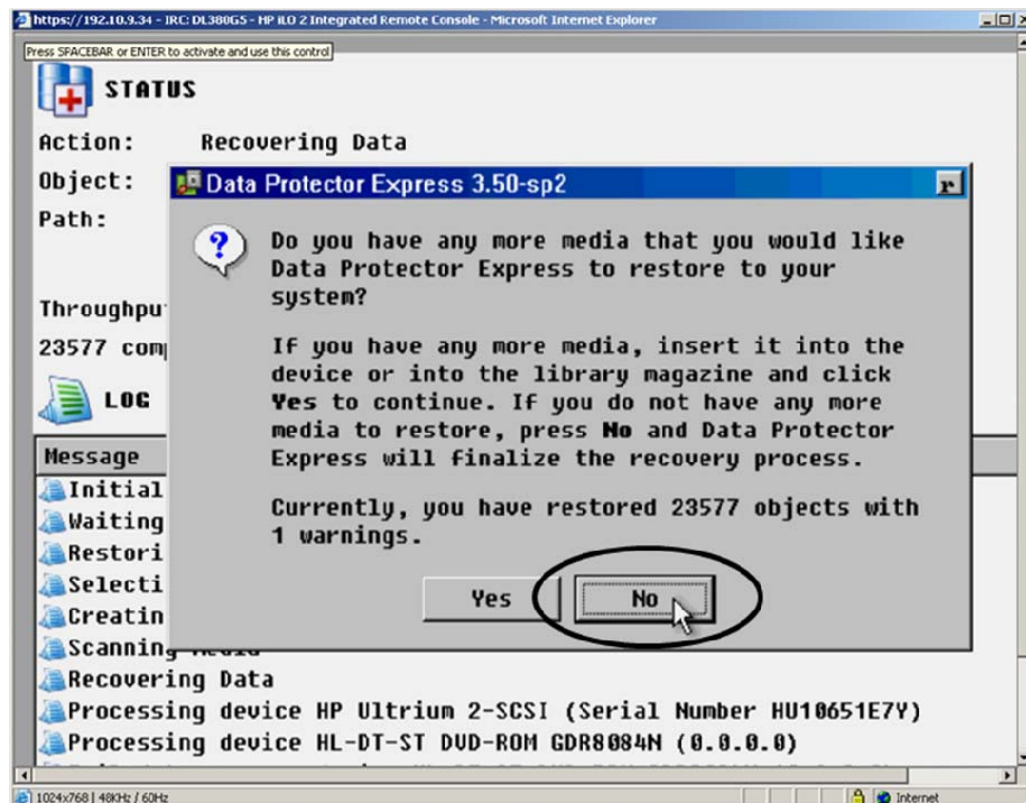 https://192.10.9.34 - IRC: DL380G5 - HP iLO 2 Integrated Remote Console - Microsoft Internet Explorer
Press SPACEBAR or ENTER to activate and use this control
STATUS
Action: Recovering Data
Object:
Data Protector Express 3.50-sp2
Path:
Do you have any more media that you would like
Data Protector Express to restore to your
system?
Throughpu
23577 com
If you have any more media, insert it into the
device or into the library magazine and click
Yes to continue. If you do not have any more
media to restore, press No and Data Protector
Express will finalize the recovery process.
Currently, you have restored 23577 objects with
1 warnings.
Yes
No
LOG
Message
Initial
Waiting
Restori
Selecti
Creatin
Scanning Media
Recovering Data
Processing device HP Ultrium 2-SCSI (Serial Number HU10651E7Y)
Processing device HL-DT-ST DVD-ROM GDR8084N (0.0.0.0)
1024x768 | 48KHz / 60Hz
Internet